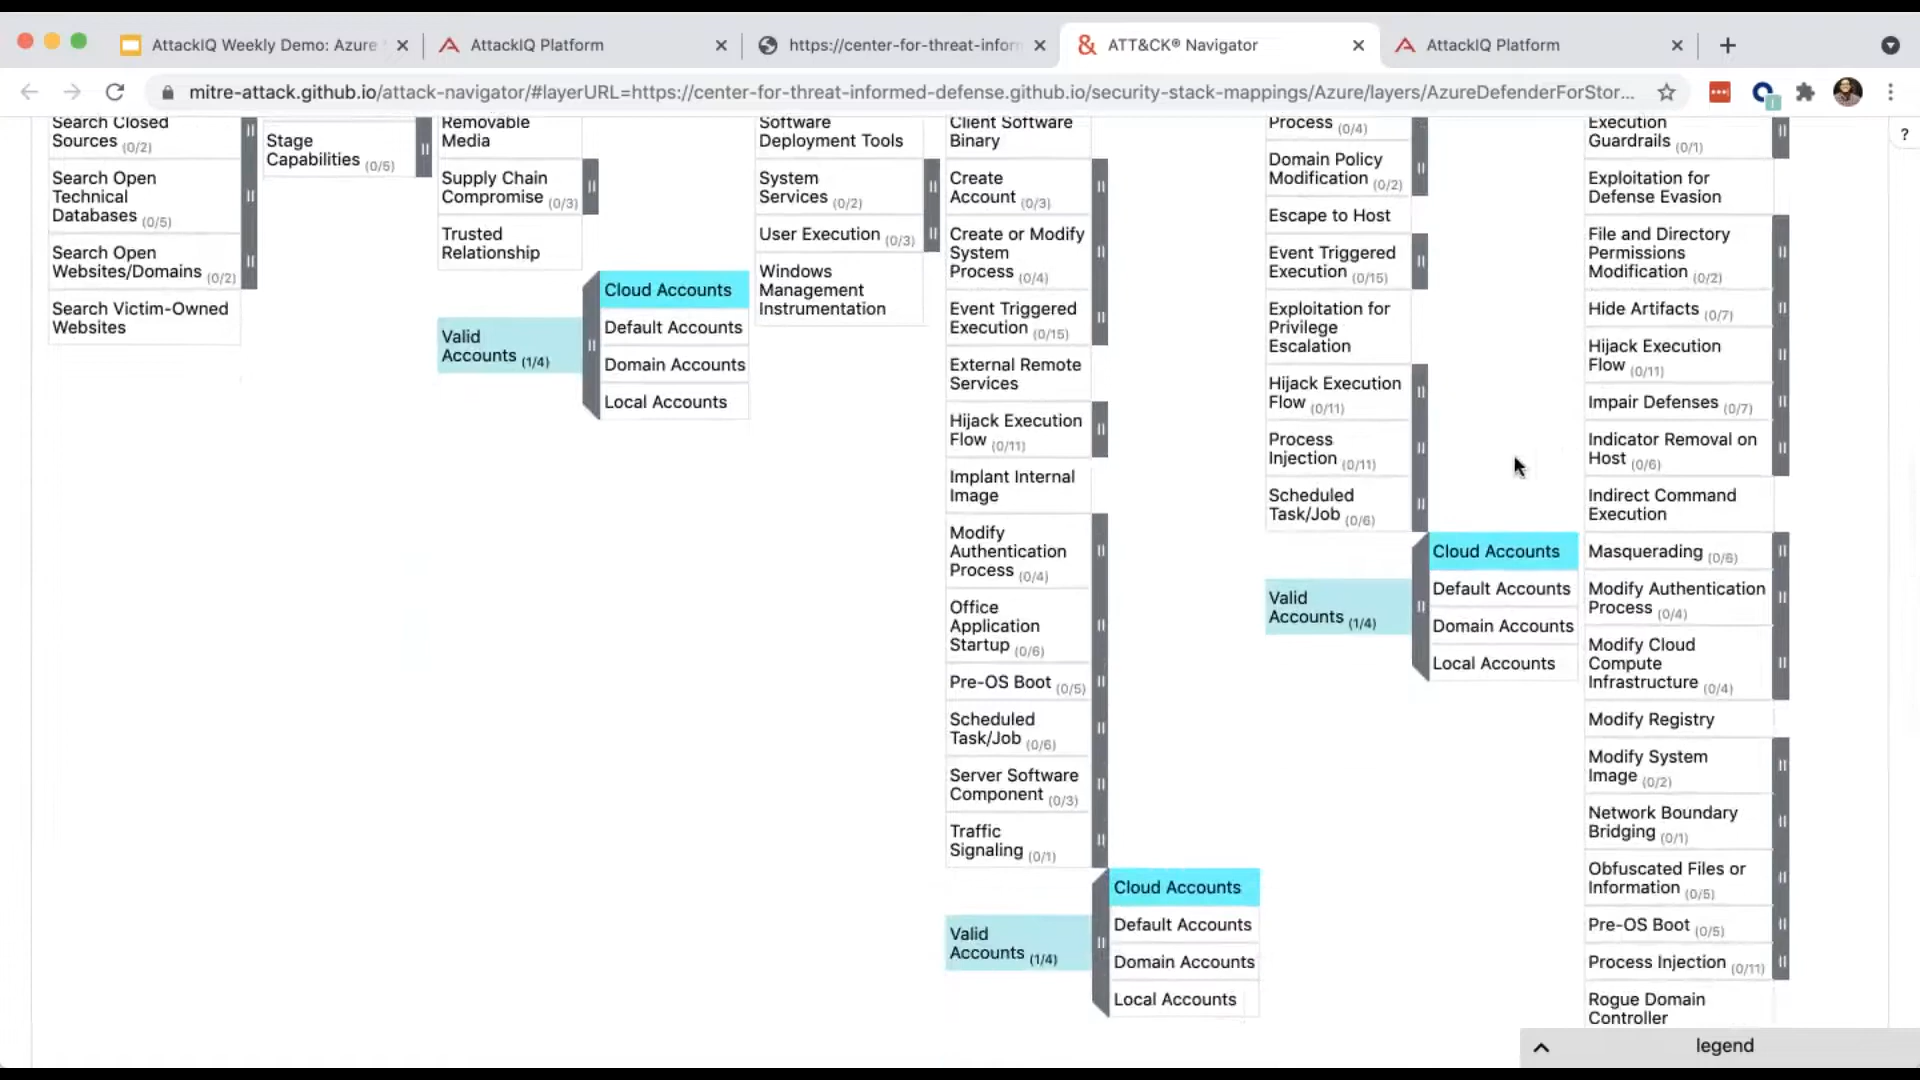 AttackIQ Weekly Demo: Azure
AttackIQ Platform
https://center-for-threat-inform
ATT&CK® Navigator
AttackIQ Platform
mitre-attack.github.io/attack-navigator/#layerURL=https://center-for-threat-informed-defense.github.io/security-stack-mappings/Azure/layers/AzureDefenderForStor...
?
Search Closed
Sources (0/2)
Search Open
Technical
Databases (0/5)
Search Open
Websites/Domains (0/2)
Search Victim-Owned
Websites
Stage
Capabilities (0/5)
Removable
Media
Supply Chain
Compromise (0/3)
Trusted
Relationship
Valid
Accounts (1/4)
Cloud Accounts
Default Accounts
Domain Accounts
Local Accounts
Software
Deployment Tools
System
Services (0/2)
User Execution (0/3)
Windows
Management
Instrumentation
Client Software
Binary
Create
Account (0/3)
Create or Modify
System
Process (0/4)
Event Triggered
Execution (0/15)
External Remote
Services
Hijack Execution
Flow (0/11)
Implant Internal
Image
Modify
Authentication
Process (0/4)
Office
Application
Startup (0/6)
Pre-OS Boot (0/5)
Scheduled
Task/Job (0/6)
Server Software
Component (0/3)
Traffic
Signaling (0/1)
Valid
Accounts (1/4)
Cloud Accounts
Default Accounts
Domain Accounts
Local Accounts
Process (0/4)
Domain Policy
Modification (0/2)
Escape to Host
Event Triggered
Execution (0/15)
Exploitation for
Privilege
Escalation
Hijack Execution
Flow (0/11)
Process
Injection (0/11)
Scheduled
Task/Job (0/6)
Valid
Accounts (1/4)
Cloud Accounts
Default Accounts
Domain Accounts
Local Accounts
Execution
Guardrails (0/1)
Exploitation for
Defense Evasion
File and Directory
Permissions
Modification (0/2)
Hide Artifacts (0/7)
Hijack Execution
Flow (0/11)
Impair Defenses (0/7)
Indicator Removal on
Host (0/6)
Indirect Command
Execution
Masquerading (0/6)
Modify Authentication
Process (0/4)
Modify Cloud
Compute
Infrastructure (0/4)
Modify Registry
Modify System
Image (0/2)
Network Boundary
Bridging (0/1)
Obfuscated Files or
Information (0/5)
Pre-OS Boot (0/5)
Process Injection (0/11)
Rogue Domain
Controller
legend